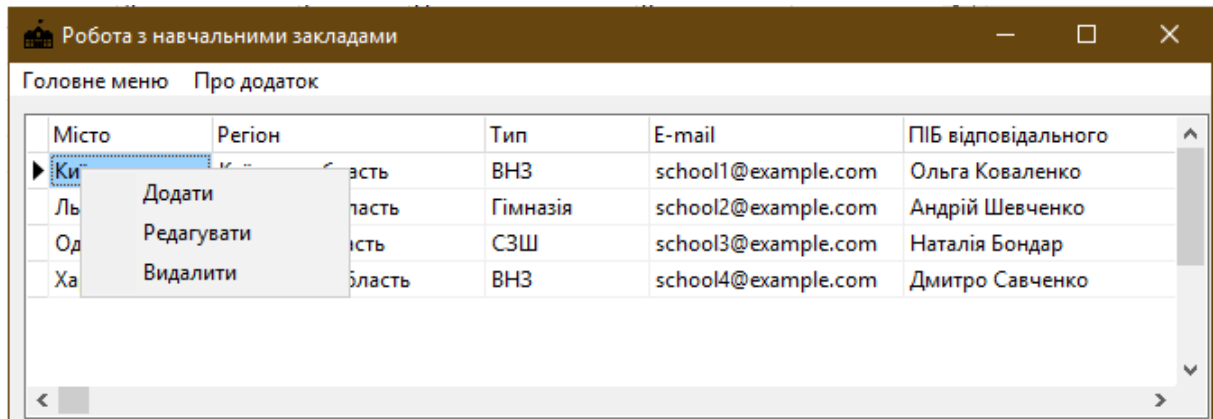 Робота з навчальними закладами
Головне меню Про додаток
Місто Регіон Тип E-mail ПІБ відповідального
ВНЗ school1@example.com Ольга Коваленко
Додати
Гімназія school2@example.com Андрій Шевченко
Редагувати
СЗШ school3@example.com Наталія Бондар
Видалити
ВНЗ school4@example.com Дмитро Савченко